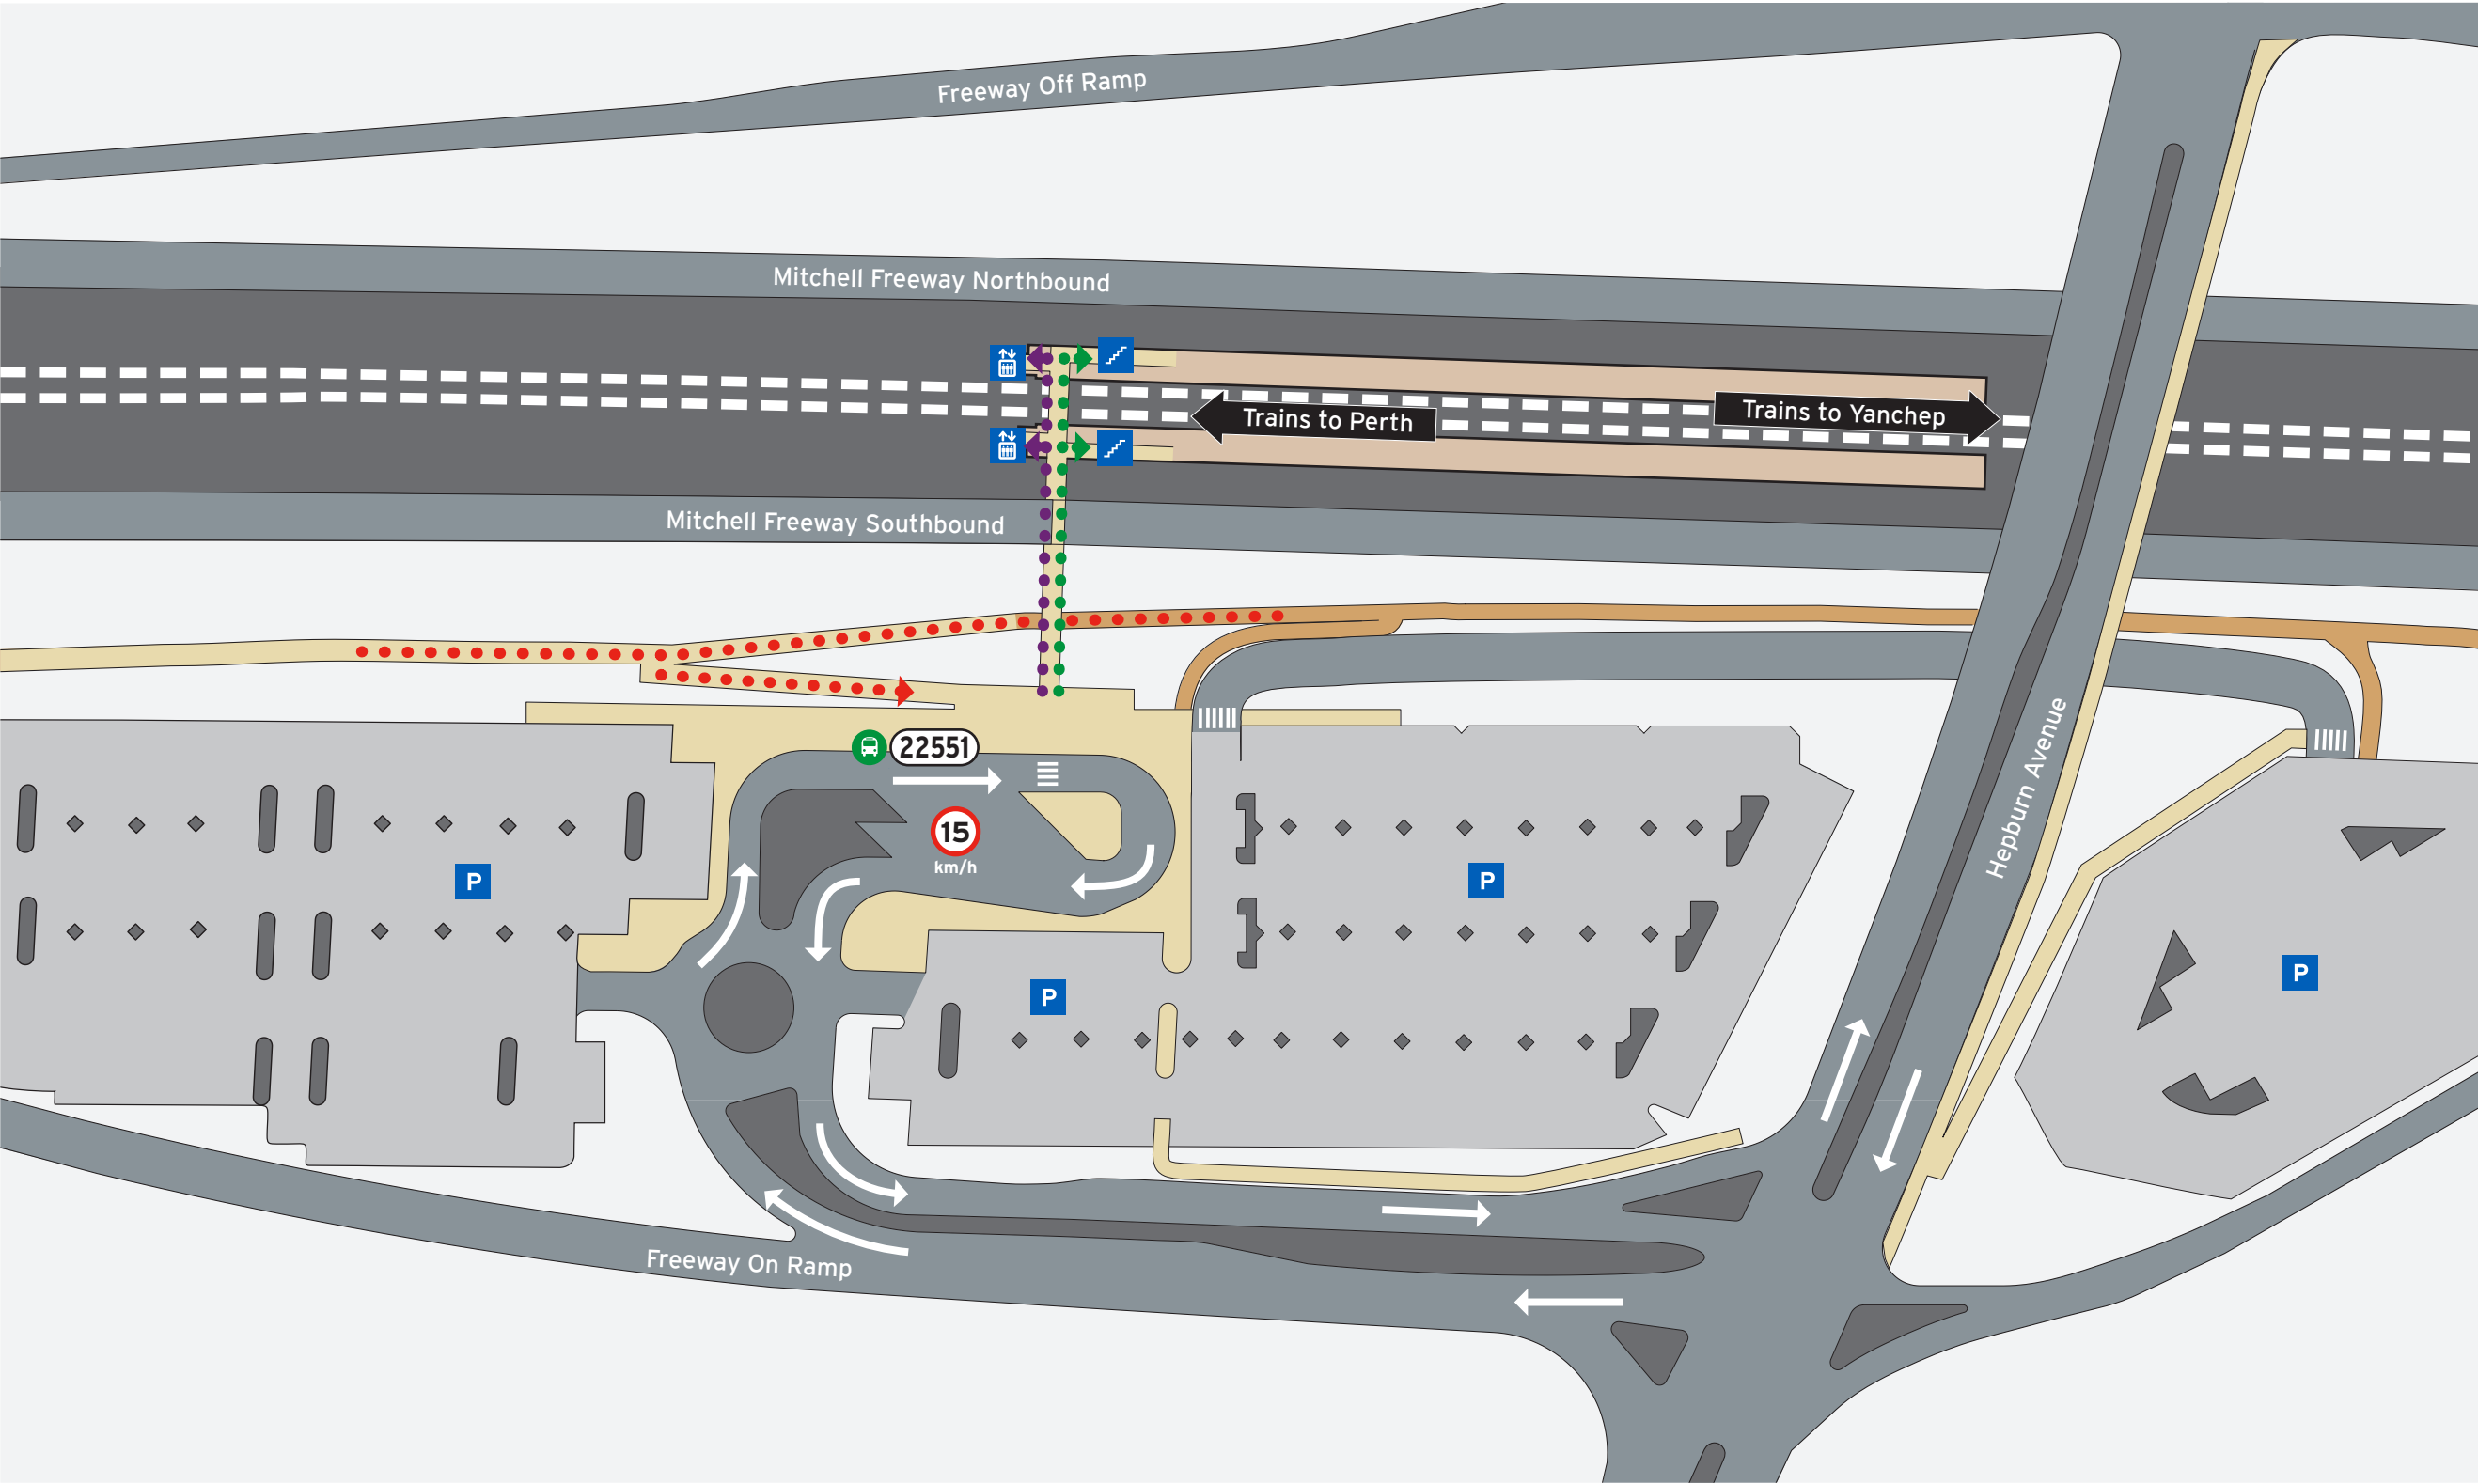 Freeway Off Ramp
Mitchell Freeway Northbound
Trains to Perth
Trains to Yanchep
Mitchell Freeway Southbound
22551
15
km/h
Hepburn Avenue
P
P
P
P
Freeway On Ramp